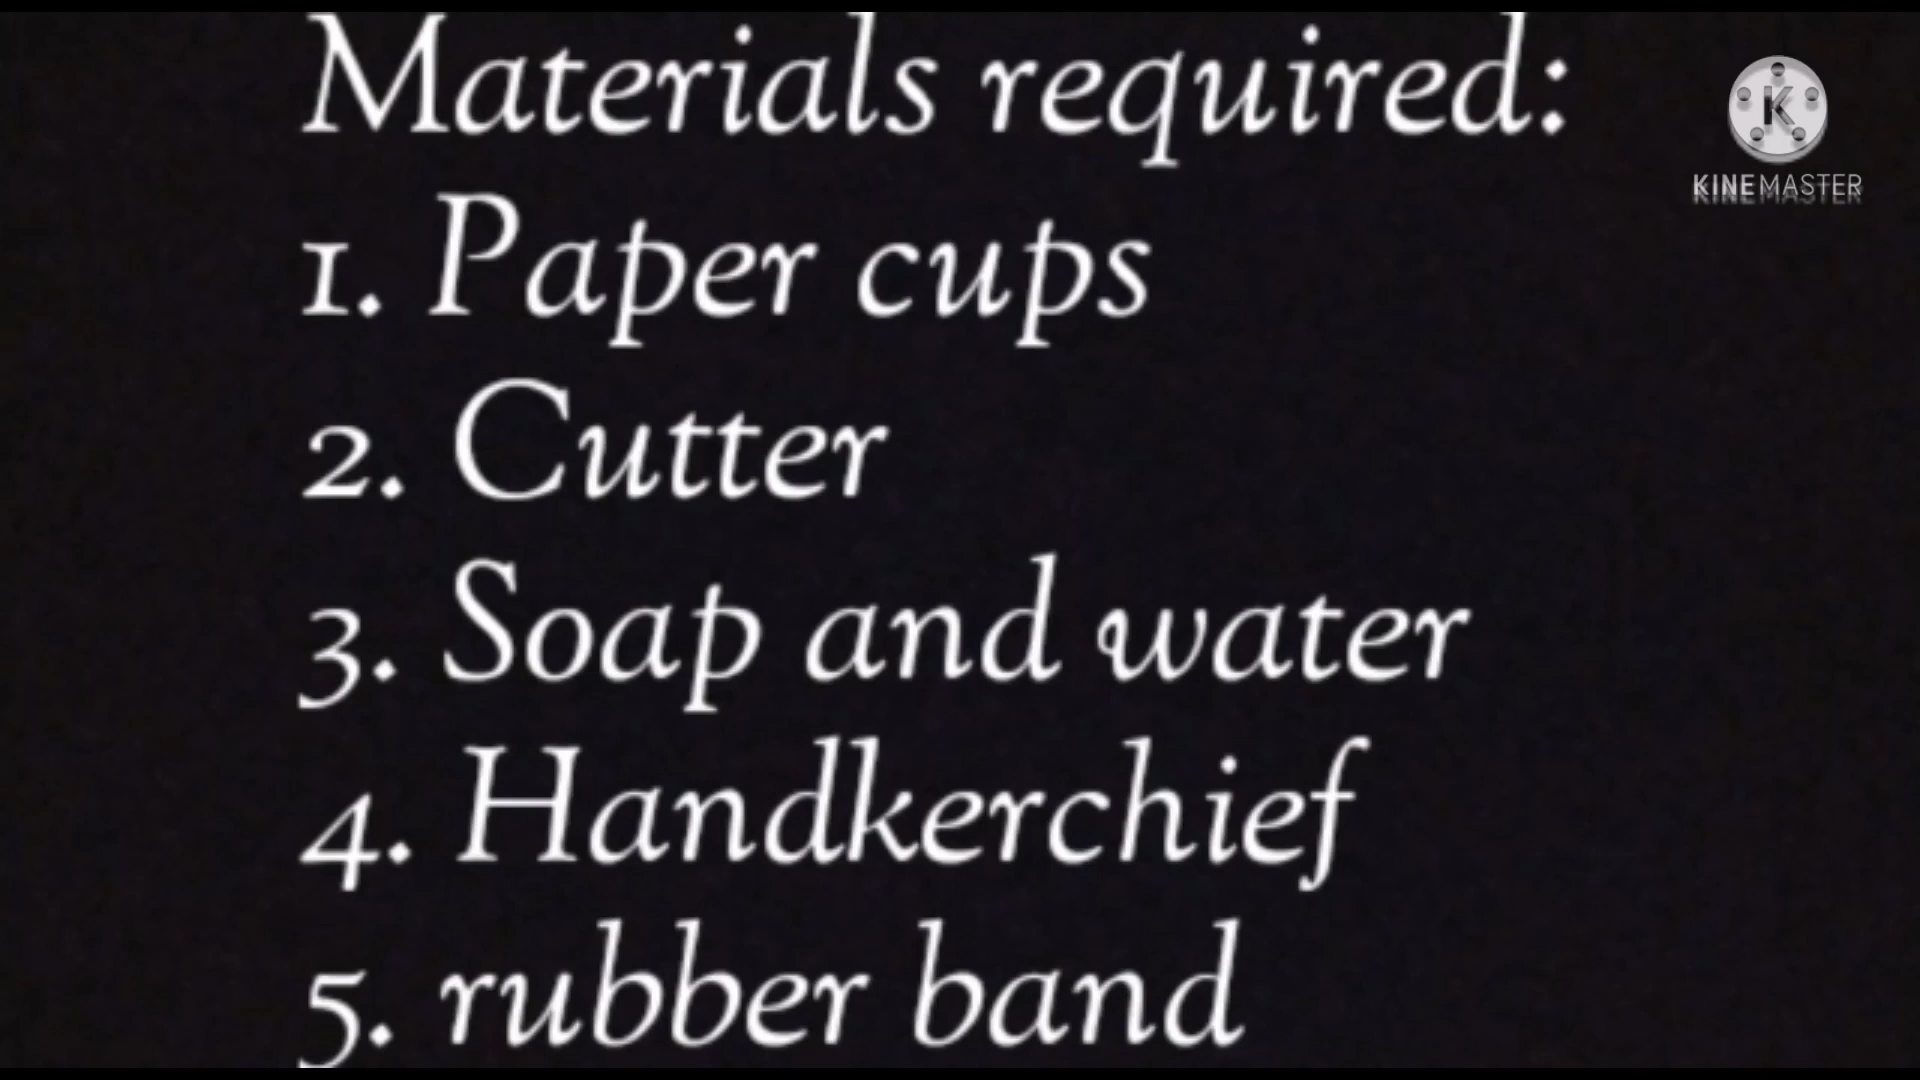 Materials required:
1. Paper cups
2. Cutter
3. Soap and water
4. Handkerchief
5. rubber band
K
KINEMASTER